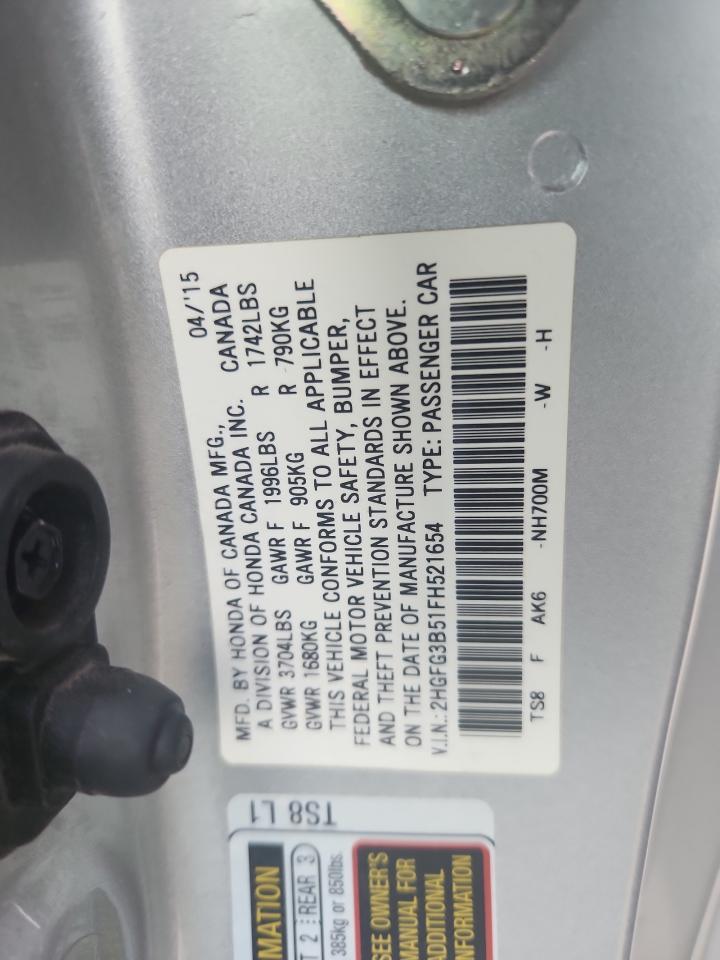 MFD. BY HONDA OF CANADA MFG., 04/'15
A DIVISION OF HONDA CANADA INC. CANADA
GVWR 3704LBS GAWR F 1996LBS R 1742LBS
GVWR 1680KG GAWR F 905KG R 790KG
THIS VEHICLE CONFORMS TO ALL APPLICABLE
FEDERAL MOTOR VEHICLE SAFETY, BUMPER,
AND THEFT PREVENTION STANDARDS IN EFFECT
ON THE DATE OF MANUFACTURE SHOWN ABOVE.
V.I.N.: 2HGFG3B51FH521654 TYPE: PASSENGER CAR
TS8 F AK6 -NH700M -W -H
TS8 L1
MATION
T 2 REAR 3
385kg or 850lbs.
SEE OWNER'S
MANUAL FOR
ADDITIONAL
INFORMATION